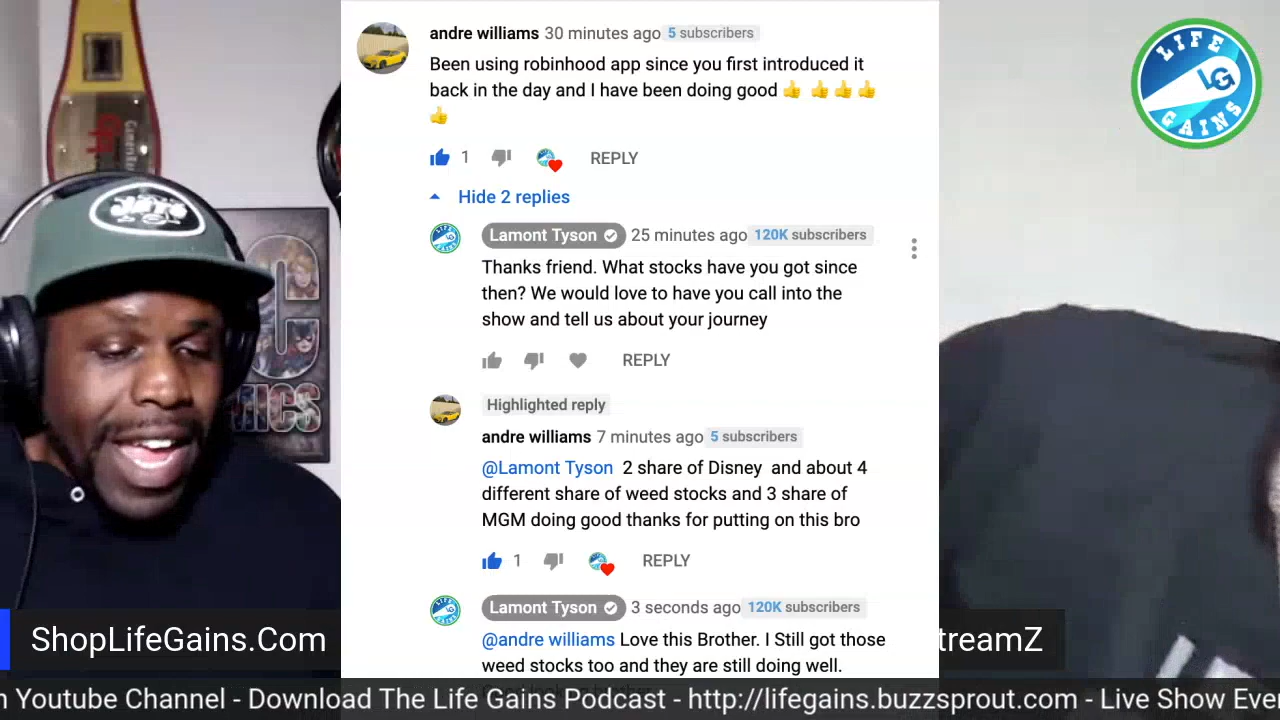 andre williams 30 minutes ago 5 subscribers
Been using robinhood app since you first introduced it
back in the day and I have been doing good 👍 👍👍👍
👍
1 REPLY
Hide 2 replies
Lamont Tyson 25 minutes ago 120K subscribers
Thanks friend. What stocks have you got since
then? We would love to have you call into the
show and tell us about your journey
REPLY
Highlighted reply
andre williams 7 minutes ago 5 subscribers
@Lamont Tyson 2 share of Disney and about 4
different share of weed stocks and 3 share of
MGM doing good thanks for putting on this bro
1 REPLY
Lamont Tyson 3 seconds ago 120K subscribers
@andre williams Love this Brother. I Still got those
weed stocks too and they are still doing well.
LIFE
LG
GAINS
JETS
C
MICS
ShopLifeGains.Com
treamZ
n Youtube Channel - Download The Life Gains Podcast - http://lifegains.buzzsprout.com - Live Show Eve